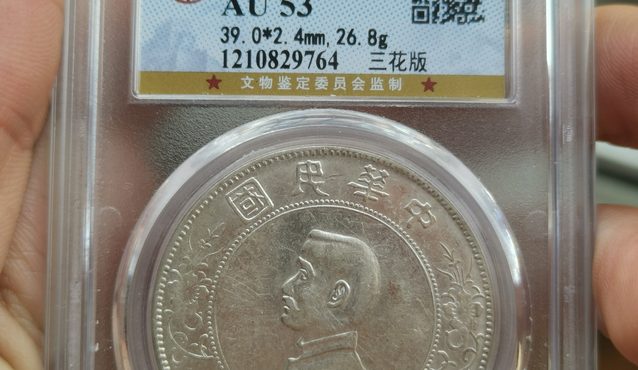 AU 53
39.0*2.4mm,26.8g
1210829764 三花版
文物鉴定委员会监制
中華民國